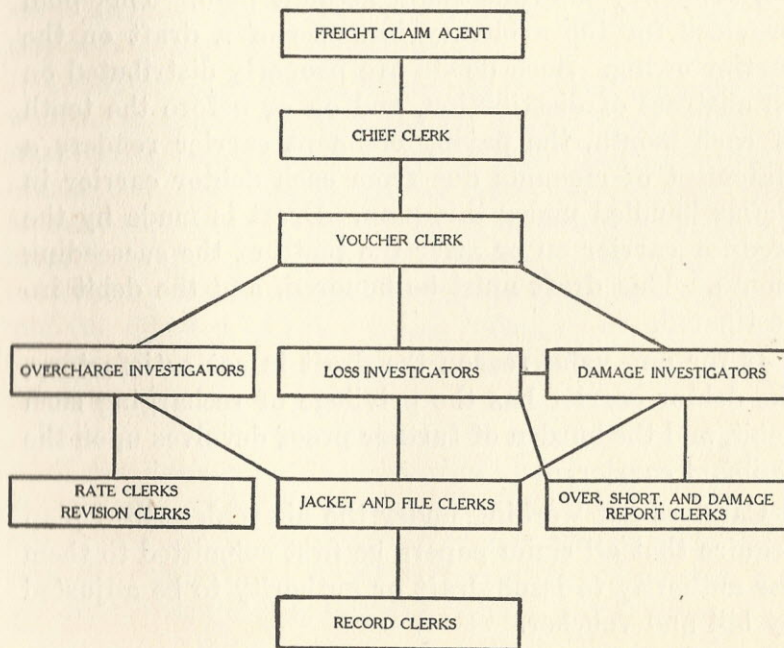 FREIGHT CLAIM AGENT
CHIEF CLERK
VOUCHER CLERK
OVERCHARGE INVESTIGATORS
LOSS INVESTIGATORS
DAMAGE INVESTIGATORS
RATE CLERKS
REVISION CLERKS
JACKET AND FILE CLERKS
OVER, SHORT, AND DAMAGE
REPORT CLERKS
RECORD CLERKS